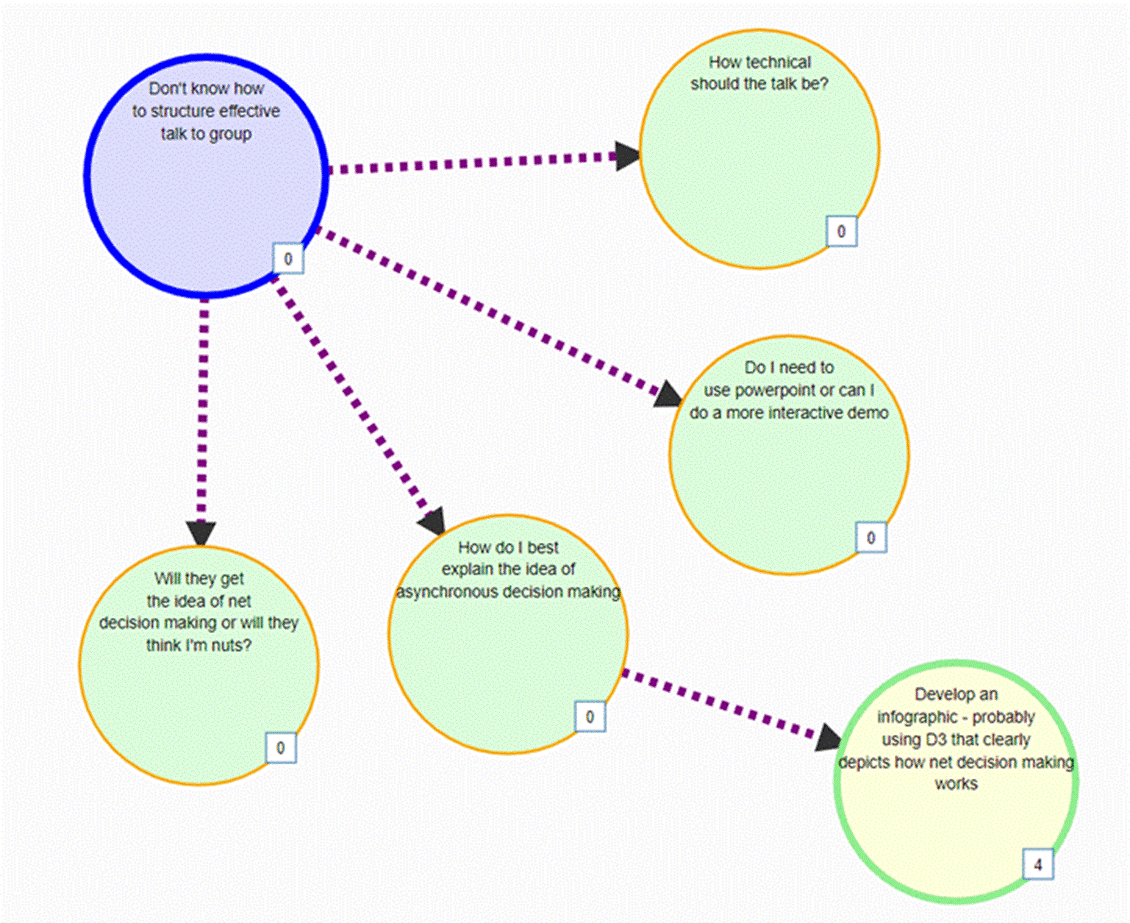 Don't know how
to structure effective
talk to group
0
How technical
should the talk be?
0
Do I need to
use powerpoint or can I
do a more interactive demo
0
How do I best
explain the idea of
asynchronous decision making
0
Will they get
the idea of net
decision making or will they
think I'm nuts?
0
Develop an
infographic - probably
using D3 that clearly
depicts how net decision making
works
4